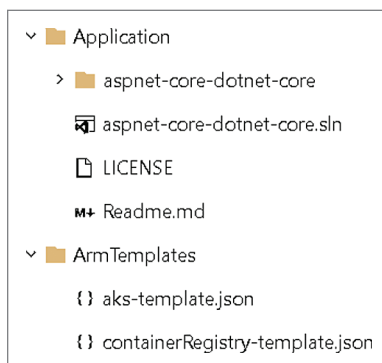 Application
aspnet-core-dotnet-core
aspnet-core-dotnet-core.sln
LICENSE
M↓ Readme.md
ArmTemplates
{} aks-template.json
{} containerRegistry-template.json